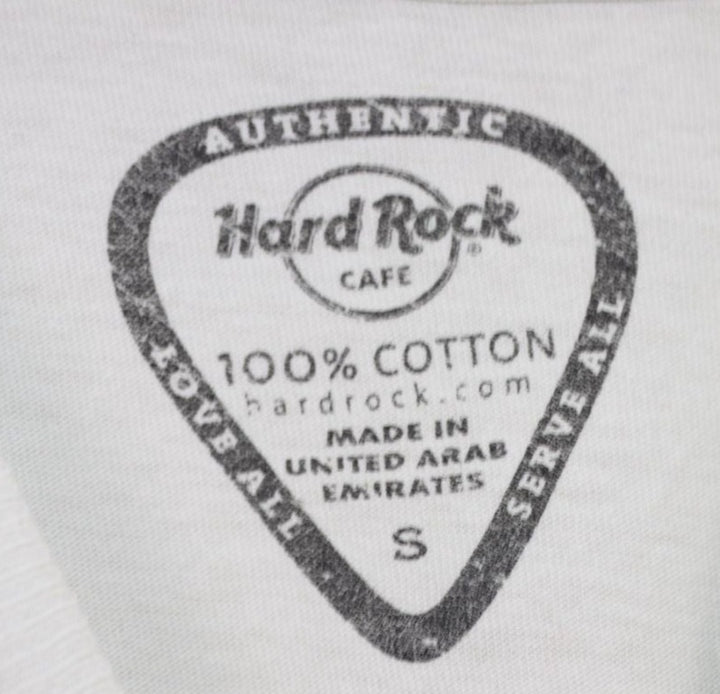 AUTHENTIC
Hard Rock®
CAFE
100% COTTON
hardrock.com
MADE IN
UNITED ARAB
EMIRATES
S
LOVE ALL
SERVE ALL